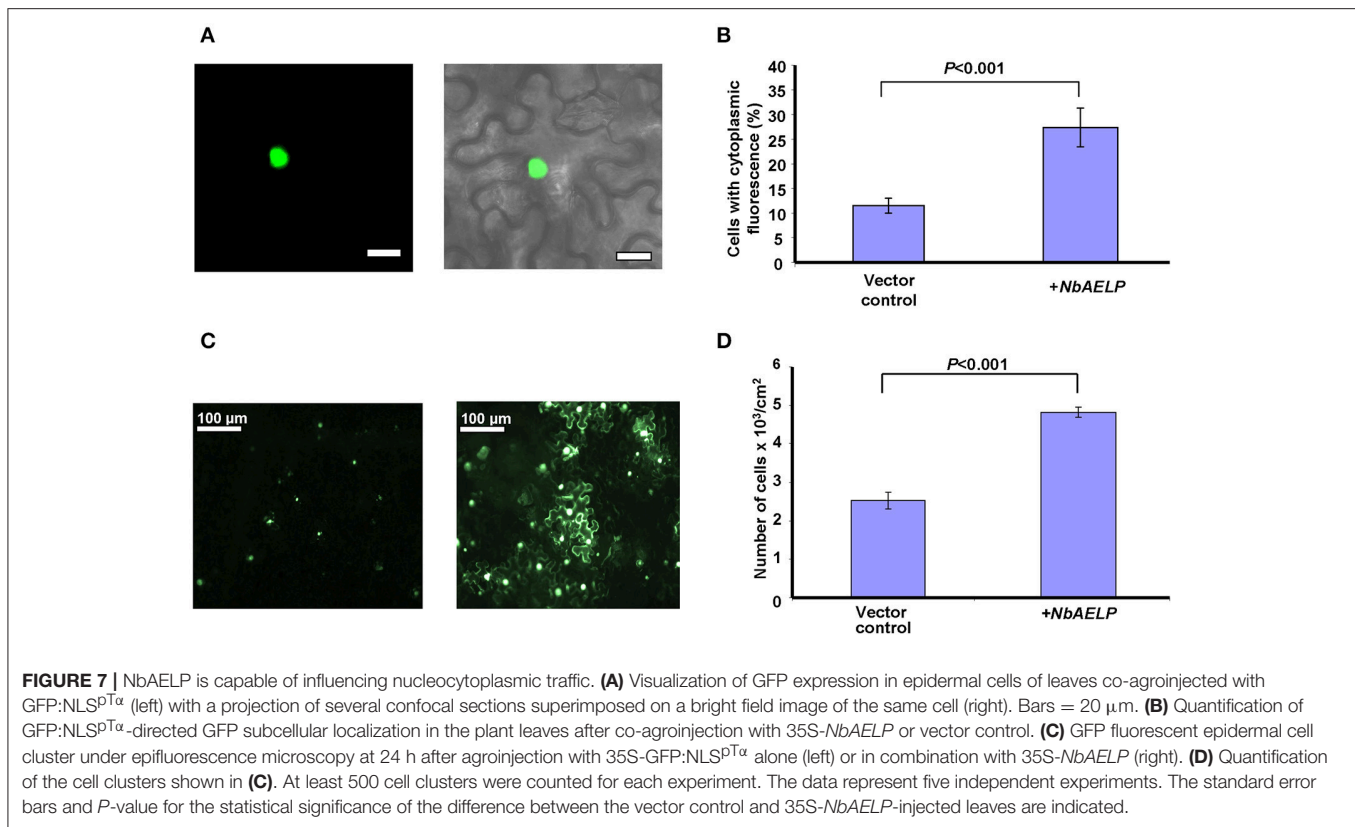 A
B
Cells with cytoplasmic
fluorescence (%)
40
35
30
25
20
15
10
5
0
P<0.001
Vector
control
+NbAELP
C
100 µm
100 µm
D
Number of cells x 10³/cm²
6
5
4
3
2
1
0
P<0.001
Vector
control
+NbAELP
FIGURE 7 | NbAELP is capable of influencing nucleocytoplasmic traffic. (A) Visualization of GFP expression in epidermal cells of leaves co-agroinjected with
GFP:NLSᵖᵀᵅ (left) with a projection of several confocal sections superimposed on a bright field image of the same cell (right). Bars = 20 µm. (B) Quantification of
GFP:NLSᵖᵀᵅ-directed GFP subcellular localization in the plant leaves after co-agroinjection with 35S-NbAELP or vector control. (C) GFP fluorescent epidermal cell
cluster under epifluorescence microscopy at 24 h after agroinjection with 35S-GFP:NLSᵖᵀᵅ alone (left) or in combination with 35S-NbAELP (right). (D) Quantification
of the cell clusters shown in (C). At least 500 cell clusters were counted for each experiment. The data represent five independent experiments. The standard error
bars and P-value for the statistical significance of the difference between the vector control and 35S-NbAELP-injected leaves are indicated.